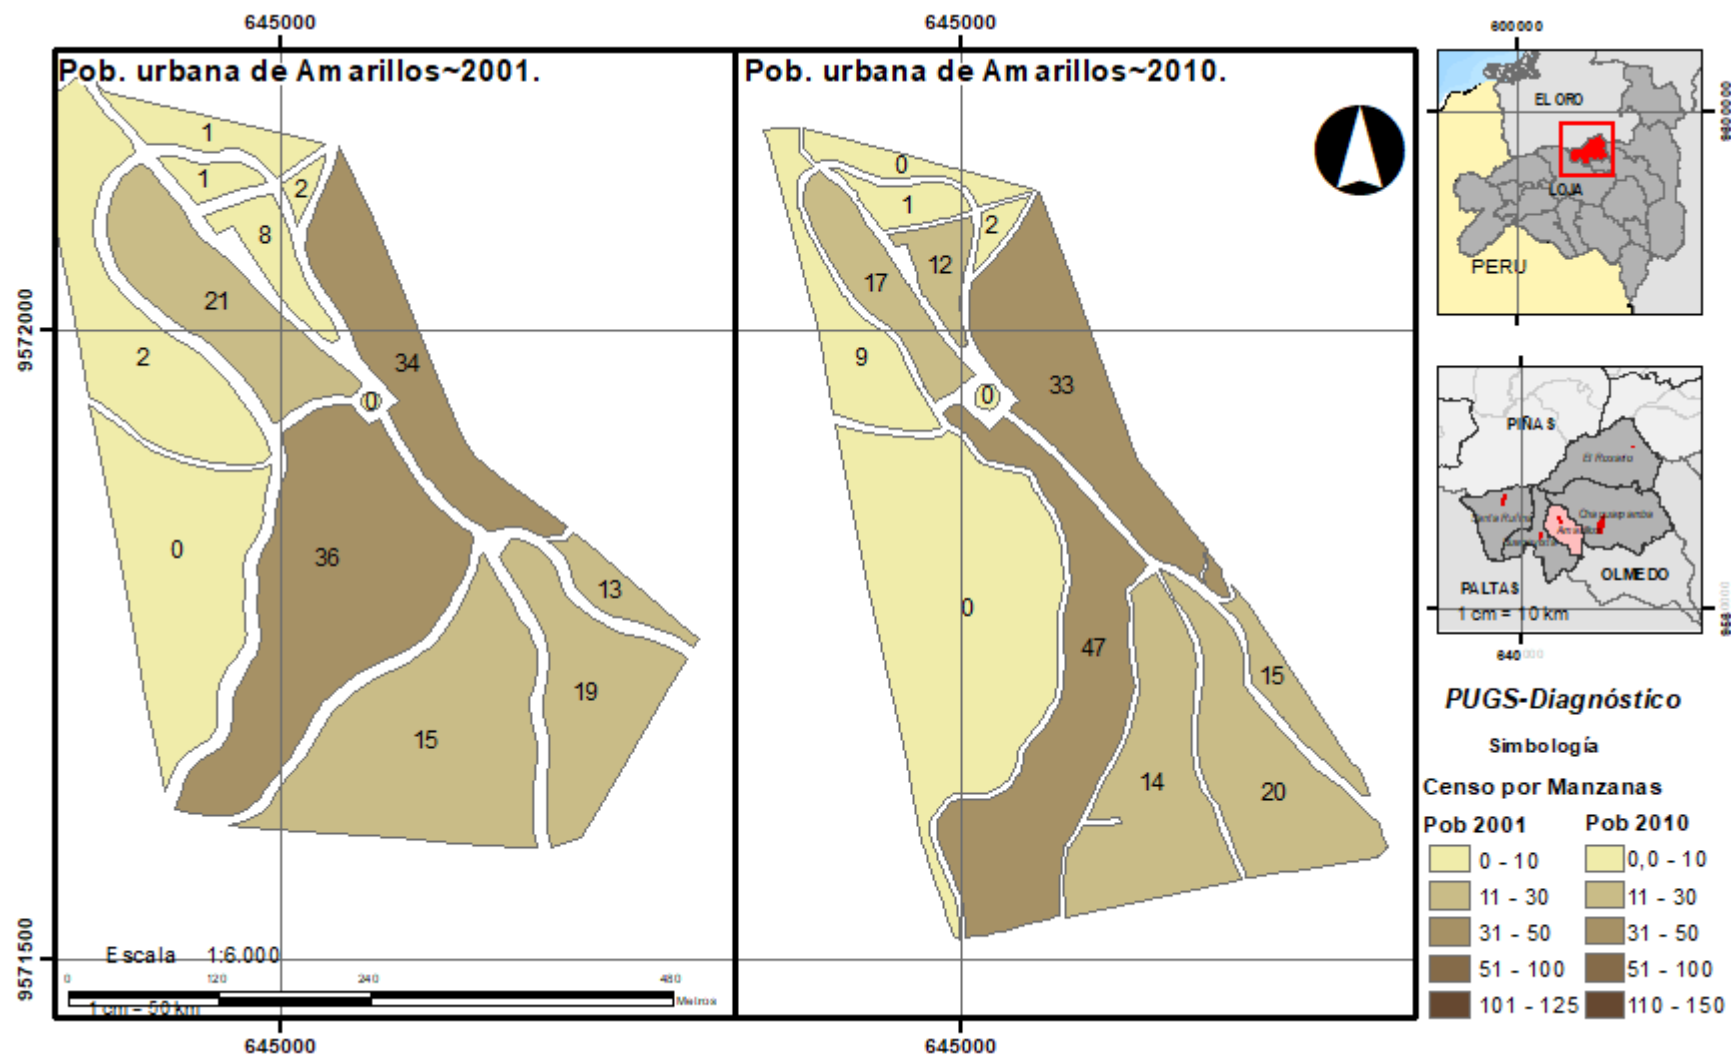 645000
645000
Pob. urbana de Amarillos~2001.
1
1
2
8
21
2
34
0
0
36
13
19
15
Escala 1:6.000
0 120 240 480
Metros
1 cm = 50 km
Pob. urbana de Amarillos~2010.
0
1
2
12
17
9
33
0
0
47
15
14
20
9572000
9571500
645000
645000
600000
EL ORO
LOJA
PERU
PIÑAS
El Rosario
Chaguarpamba
Santa Rufina
Amarillos
PALTAS
OLMEDO
1 cm = 10 km
640000
PUGS-Diagnóstico
Simbología
Censo por Manzanas
Pob 2001 Pob 2010
0 - 10 0,0 - 10
11 - 30 11 - 30
31 - 50 31 - 50
51 - 100 51 - 100
101 - 125 110 - 150